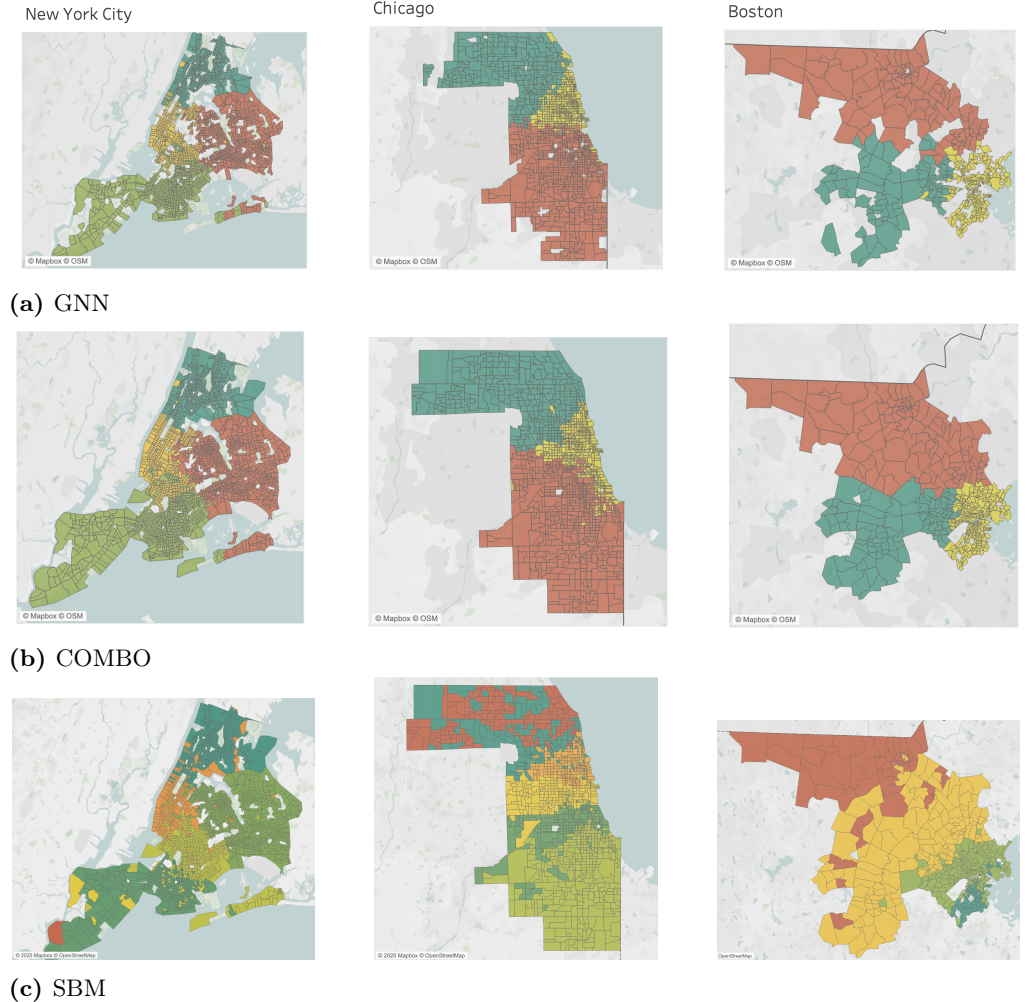 New York City
Chicago
Boston
© Mapbox © OSM
© Mapbox © OSM
© Mapbox © OSM
(a) GNN
© Mapbox © OSM
© Mapbox © OSM
© Mapbox © OSM
(b) COMBO
© 2025 Mapbox © OpenStreetMap
© 2025 Mapbox © OpenStreetMap
OpenStreetMap
(c) SBM